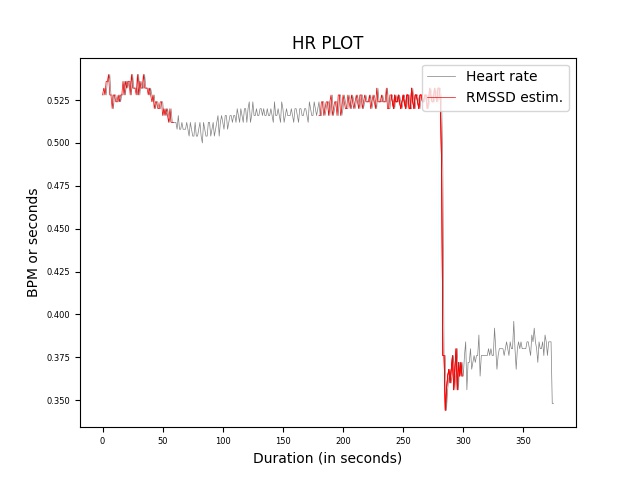 HR PLOT
Heart rate
RMSSD estim.
BPM or seconds
0.525
0.500
0.475
0.450
0.425
0.400
0.375
0.350
0 50 100 150 200 250 300 350
Duration (in seconds)